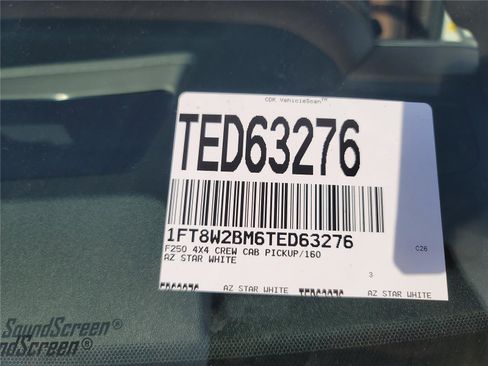 CDK VehicleScan™
TED63276
1FT8W2BM6TED63276
F250 4X4 CREW CAB PICKUP/160
C26
AZ STAR WHITE
3
AZ STAR WHITE
AZ STAR WHITE
SoundScreen®
ndScreen®